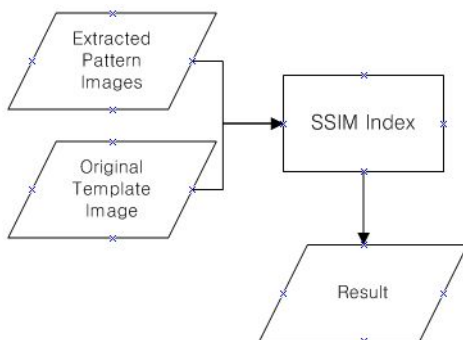 Extracted
Pattern
Images
SSIM Index
Original
Template
Image
Result